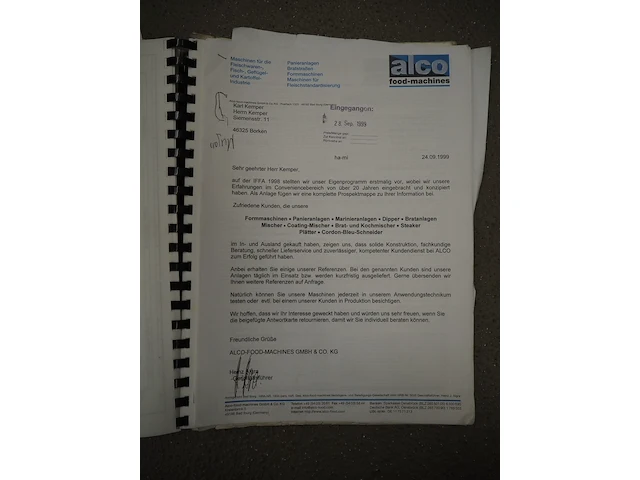 Maschinen für die
Fleischwaren-,
Fisch-, Geflügel-
und Kartoffel-
industrie
Panieranlagen
Bratstraßen
Formmaschinen
Maschinen für
Fleischstandardisierung
alco
food-machines
Karl Kemper
Herrn Kemper
Siemensstr. 11
46325 Borken
Eingegangen:
2 8. Sep. 1999
24.09.1999
Sehr geehrter Herr Kemper,
auf der IFFA 1998 stellten wir unser Eigenprogramm erstmalig vor, wobei wir unsere
Erfahrungen im Conveniencebereich von über 20 Jahren eingebracht und konzipiert
haben. Als Anlage fügen wir eine komplette Prospektmappe zu Ihrer Information bei.
Zufriedene Kunden, die unsere
Formmaschinen • Panieranlagen • Marinieranlagen • Dipper • Bratanlagen
Mischer • Coating-Mischer • Brat- und Kochmischer • Steaker
Plätter • Cordon-Bleu-Schneider
im In- und Ausland gekauft haben, zeigen uns, dass solide Konstruktion, fachkundige
Beratung, schneller Lieferservice und zuverlässiger, kompetenter Kundendienst bei ALCO
zum Erfolg geführt haben.
Anbei erhalten Sie einige unserer Referenzen. Bei den genannten Kunden sind unsere
Anlagen täglich im Einsatz bzw. werden kurzfristig ausgeliefert. Gerne übersenden wir
Ihnen weitere Referenzen auf Anfrage.
Natürlich können Sie unsere Maschinen jederzeit in unserem Anwendungstechnikum
testen oder evtl. bei einem unserer Kunden in Produktion besichtigen.
Wir hoffen, dass wir Ihr Interesse geweckt haben und würden uns sehr freuen, wenn Sie
die beigefügte Antwortkarte retournieren, damit wir Sie individuell beraten können.
Freundliche Grüße
ALCO-FOOD-MACHINES GMBH & CO. KG